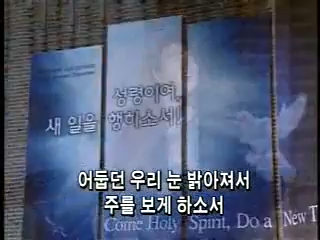 성령이여,
새 일을 행하소서!
어둡던 우리 눈 밝아져서
주를 보게 하소서
Come Holy Spirit, Do a New T